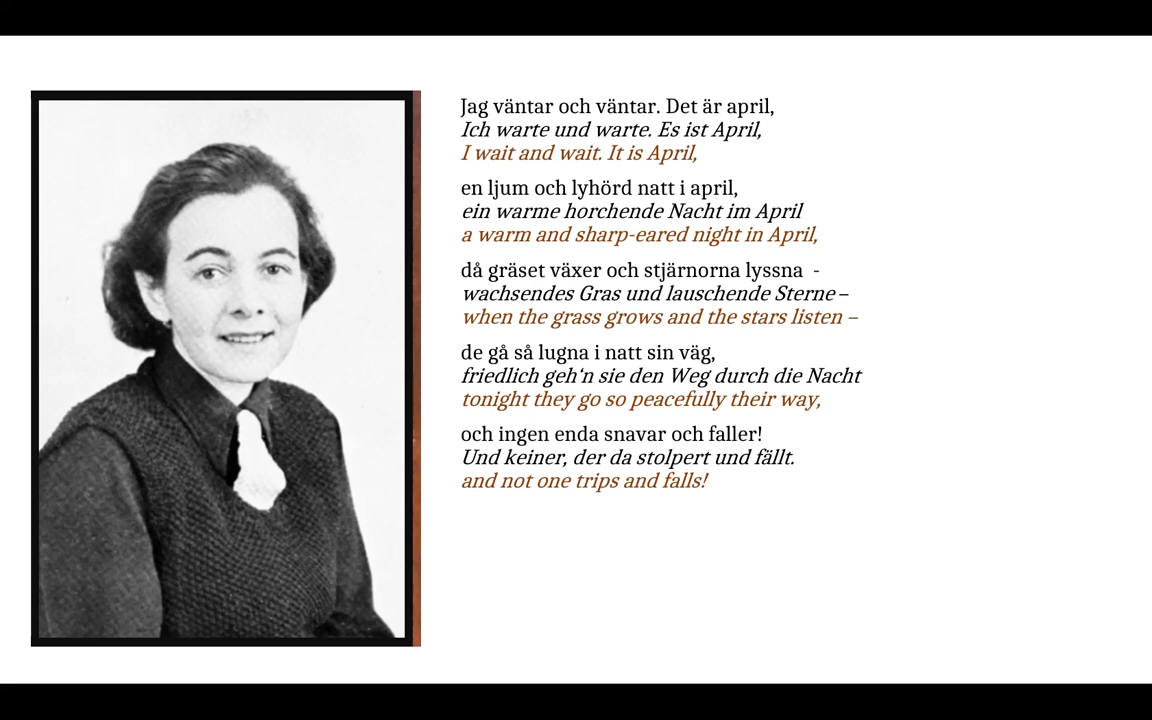 Jag väntar och väntar. Det är april,
Ich warte und warte. Es ist April,
I wait and wait. It is April,
en ljum och lyhörd natt i april,
ein warme horchende Nacht im April
a warm and sharp-eared night in April,
då gräset växer och stjärnorna lyssna -
wachsendes Gras und lauschende Sterne –
when the grass grows and the stars listen –
de gå så lugna i natt sin väg,
friedlich geh‘n sie den Weg durch die Nacht
tonight they go so peacefully their way,
och ingen enda snavar och faller!
Und keiner, der da stolpert und fällt.
and not one trips and falls!